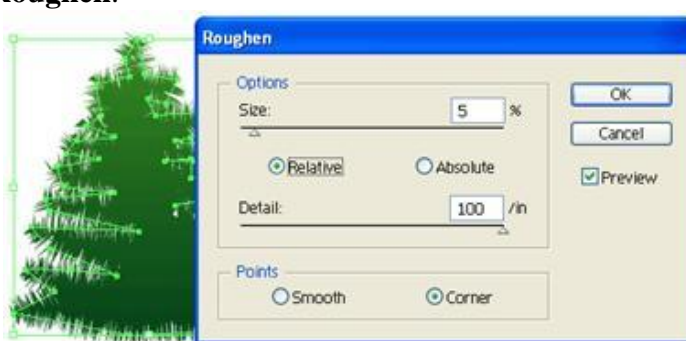 Roughen.
Roughen
Options
Size: 5 %
Relative Absolute
Detail: 100 /in
Points
Smooth Corner
OK
Cancel
Preview